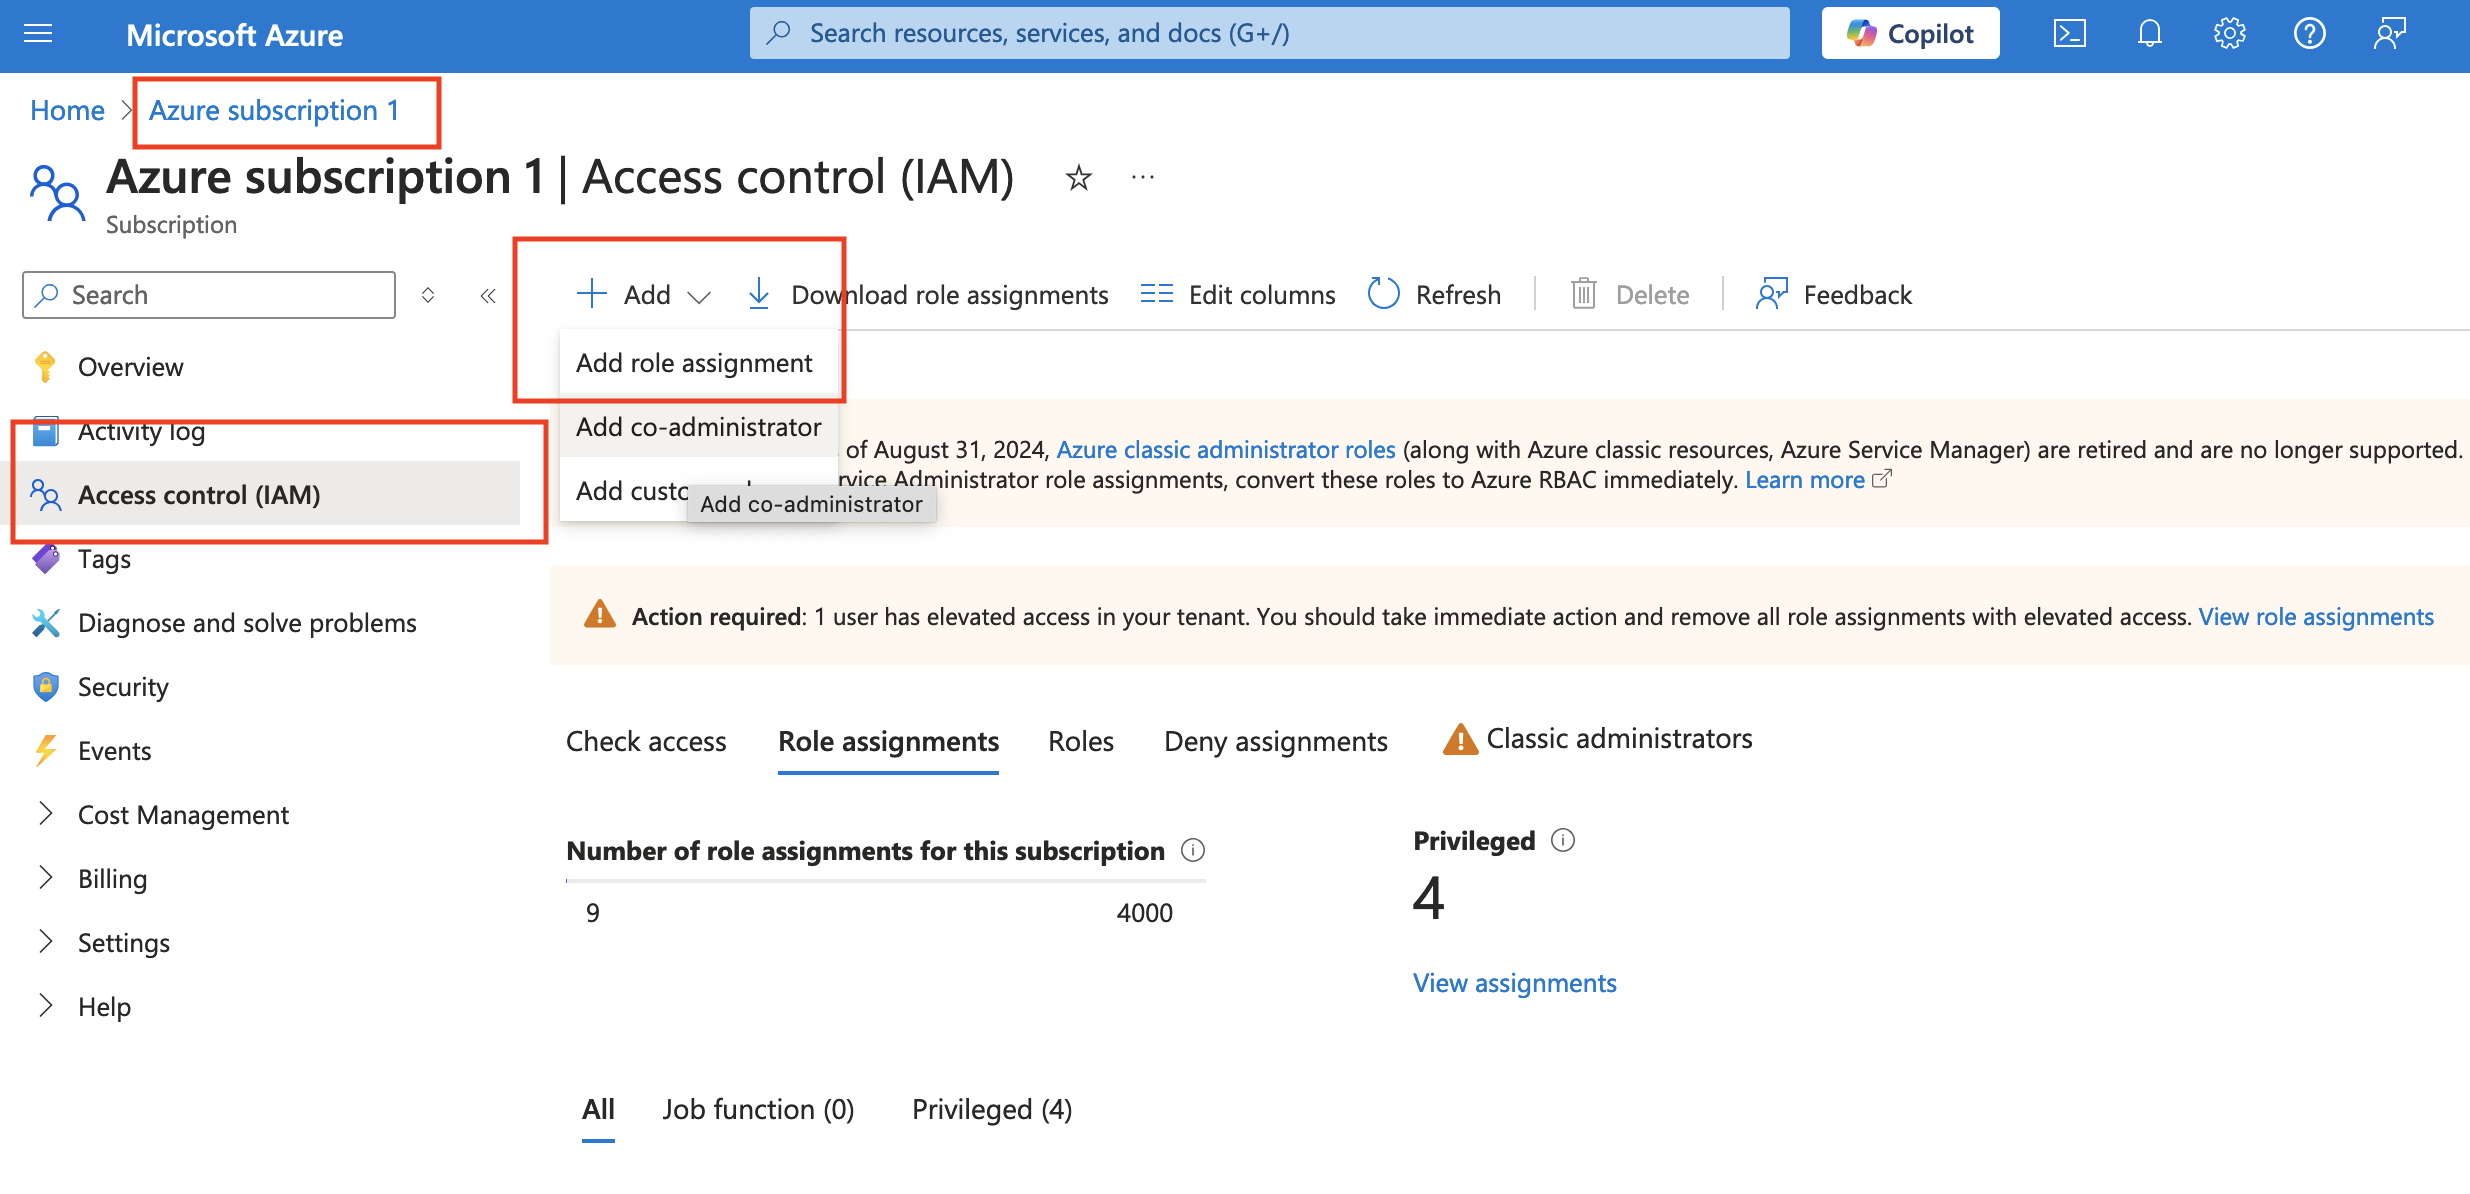 Microsoft Azure
Search resources, services, and docs (G+/)
Copilot
Home
Azure subscription 1
Azure subscription 1 | Access control (IAM)
Subscription
Search
Add
Download role assignments
Edit columns
Refresh
Delete
Feedback
Add role assignment
Add co-administrator
Add custo
Add co-administrator
Overview
Activity log
Access control (IAM)
Tags
Diagnose and solve problems
Security
Events
Cost Management
Billing
Settings
Help
of August 31, 2024, Azure classic administrator roles (along with Azure classic resources, Azure Service Manager) are retired and are no longer supported.
rvice Administrator role assignments, convert these roles to Azure RBAC immediately. Learn more
Action required: 1 user has elevated access in your tenant. You should take immediate action and remove all role assignments with elevated access. View role assignments
Check access
Role assignments
Roles
Deny assignments
Classic administrators
Number of role assignments for this subscription
9
4000
Privileged
4
View assignments
All
Job function (0)
Privileged (4)